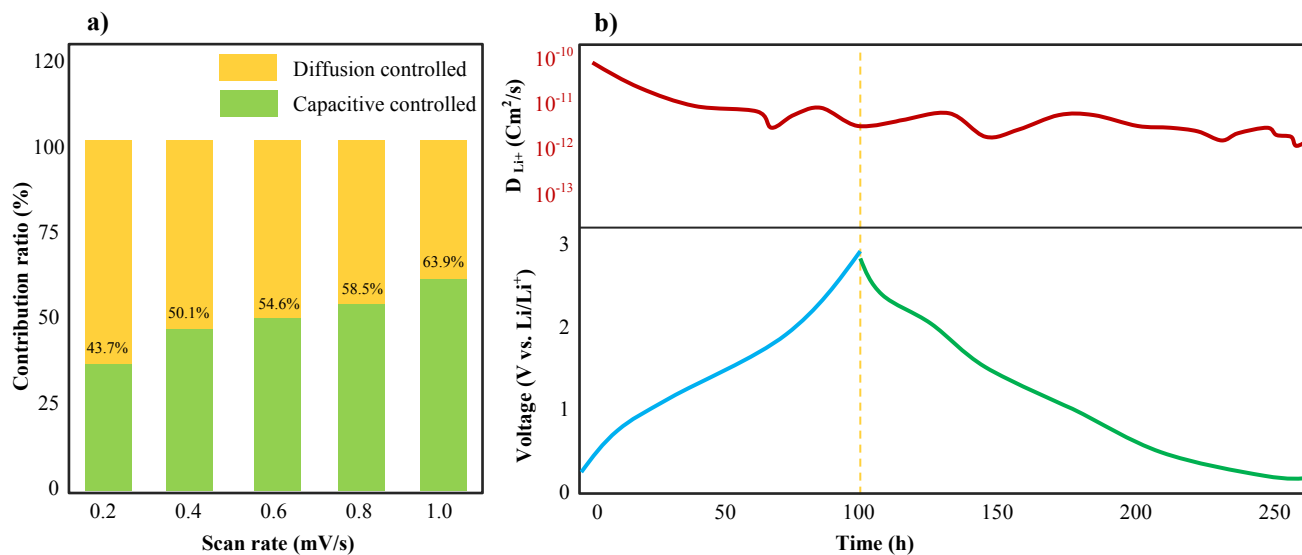 a)
120
100
75
50
25
0
Contribution ratio (%)
Diffusion controlled
Capacitive controlled
43.7%
50.1%
54.6%
58.5%
63.9%
0.2 0.4 0.6 0.8 1.0
Scan rate (mV/s)
b)
10⁻¹⁰
10⁻¹¹
10⁻¹²
10⁻¹³
D Li+ (Cm²/s)
3
2
1
0
Voltage (V vs. Li/Li⁺)
0 50 100 150 200 250
Time (h)